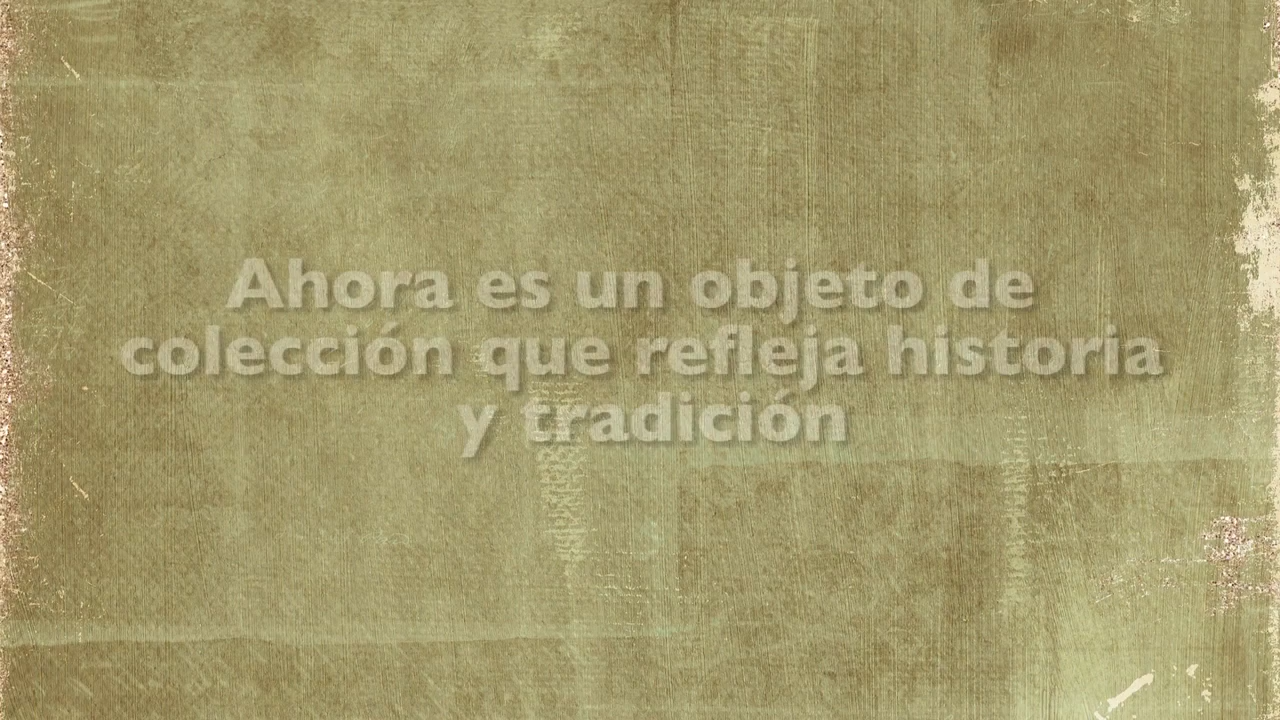 Ahora es un objeto de
colección que refleja historia
y tradición